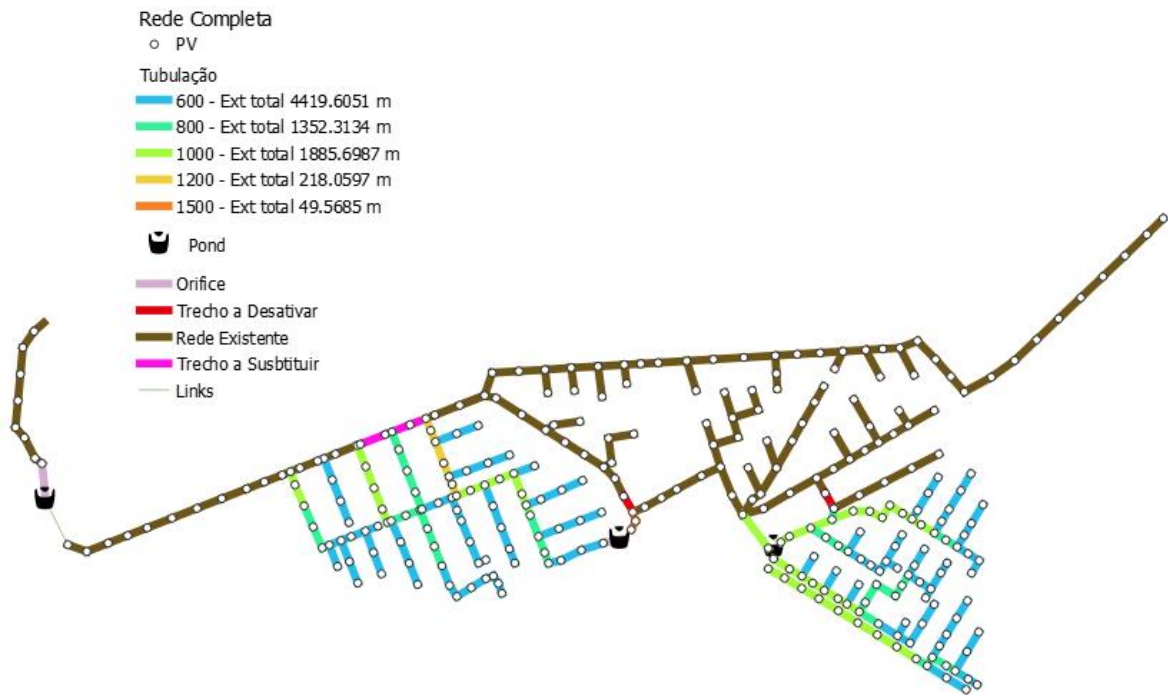 Rede Completa
PV
Tubulação
600 - Ext total 4419.6051 m
800 - Ext total 1352.3134 m
1000 - Ext total 1885.6987 m
1200 - Ext total 218.0597 m
1500 - Ext total 49.5685 m
Pond
Orifice
Trecho a Desativar
Rede Existente
Trecho a Susbtituir
Links